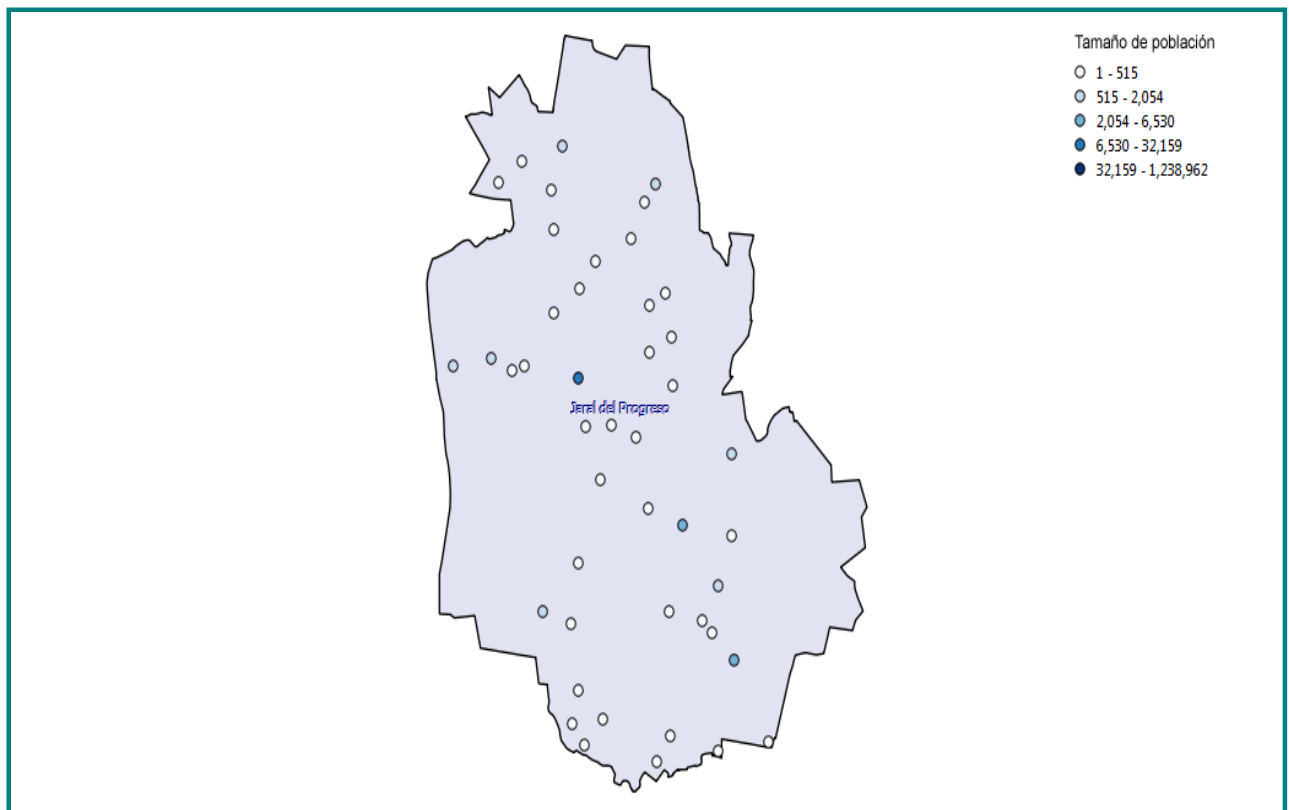 Tamaño de población
1 - 515
515 - 2,054
2,054 - 6,530
6,530 - 32,159
32,159 - 1,238,962
Jaral del Progreso